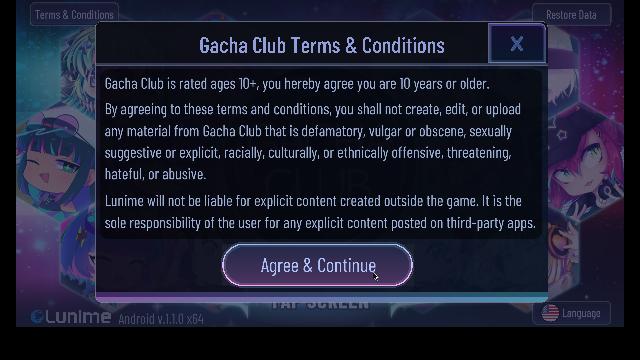 Terms & Conditions
Restore Data
Gacha Club Terms & Conditions
X
Gacha Club is rated ages 10+, you hereby agree you are 10 years or older.
By agreeing to these terms and conditions, you shall not create, edit, or upload
any material from Gacha Club that is defamatory, vulgar or obscene, sexually
suggestive or explicit, racially, culturally, or ethnically offensive, threatening,
hateful, or abusive.
Lunime will not be liable for explicit content created outside the game. It is the
sole responsibility of the user for any explicit content posted on third-party apps.
Agree & Continue
TAP SCREEN
Lunime
Android v.1.1.0 x64
Language